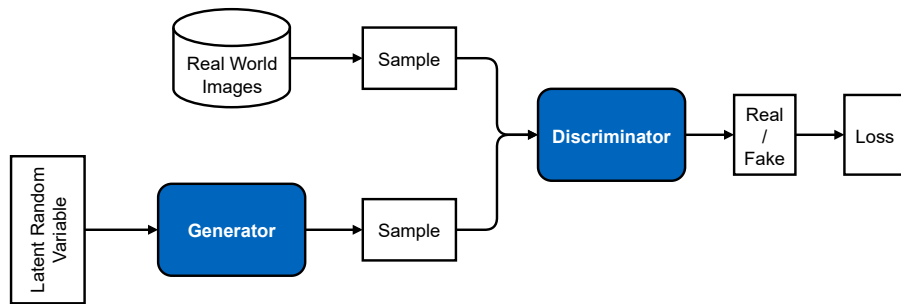 Real World
Images
Sample
Discriminator
Real
/
Fake
Loss
Latent Random
Variable
Generator
Sample